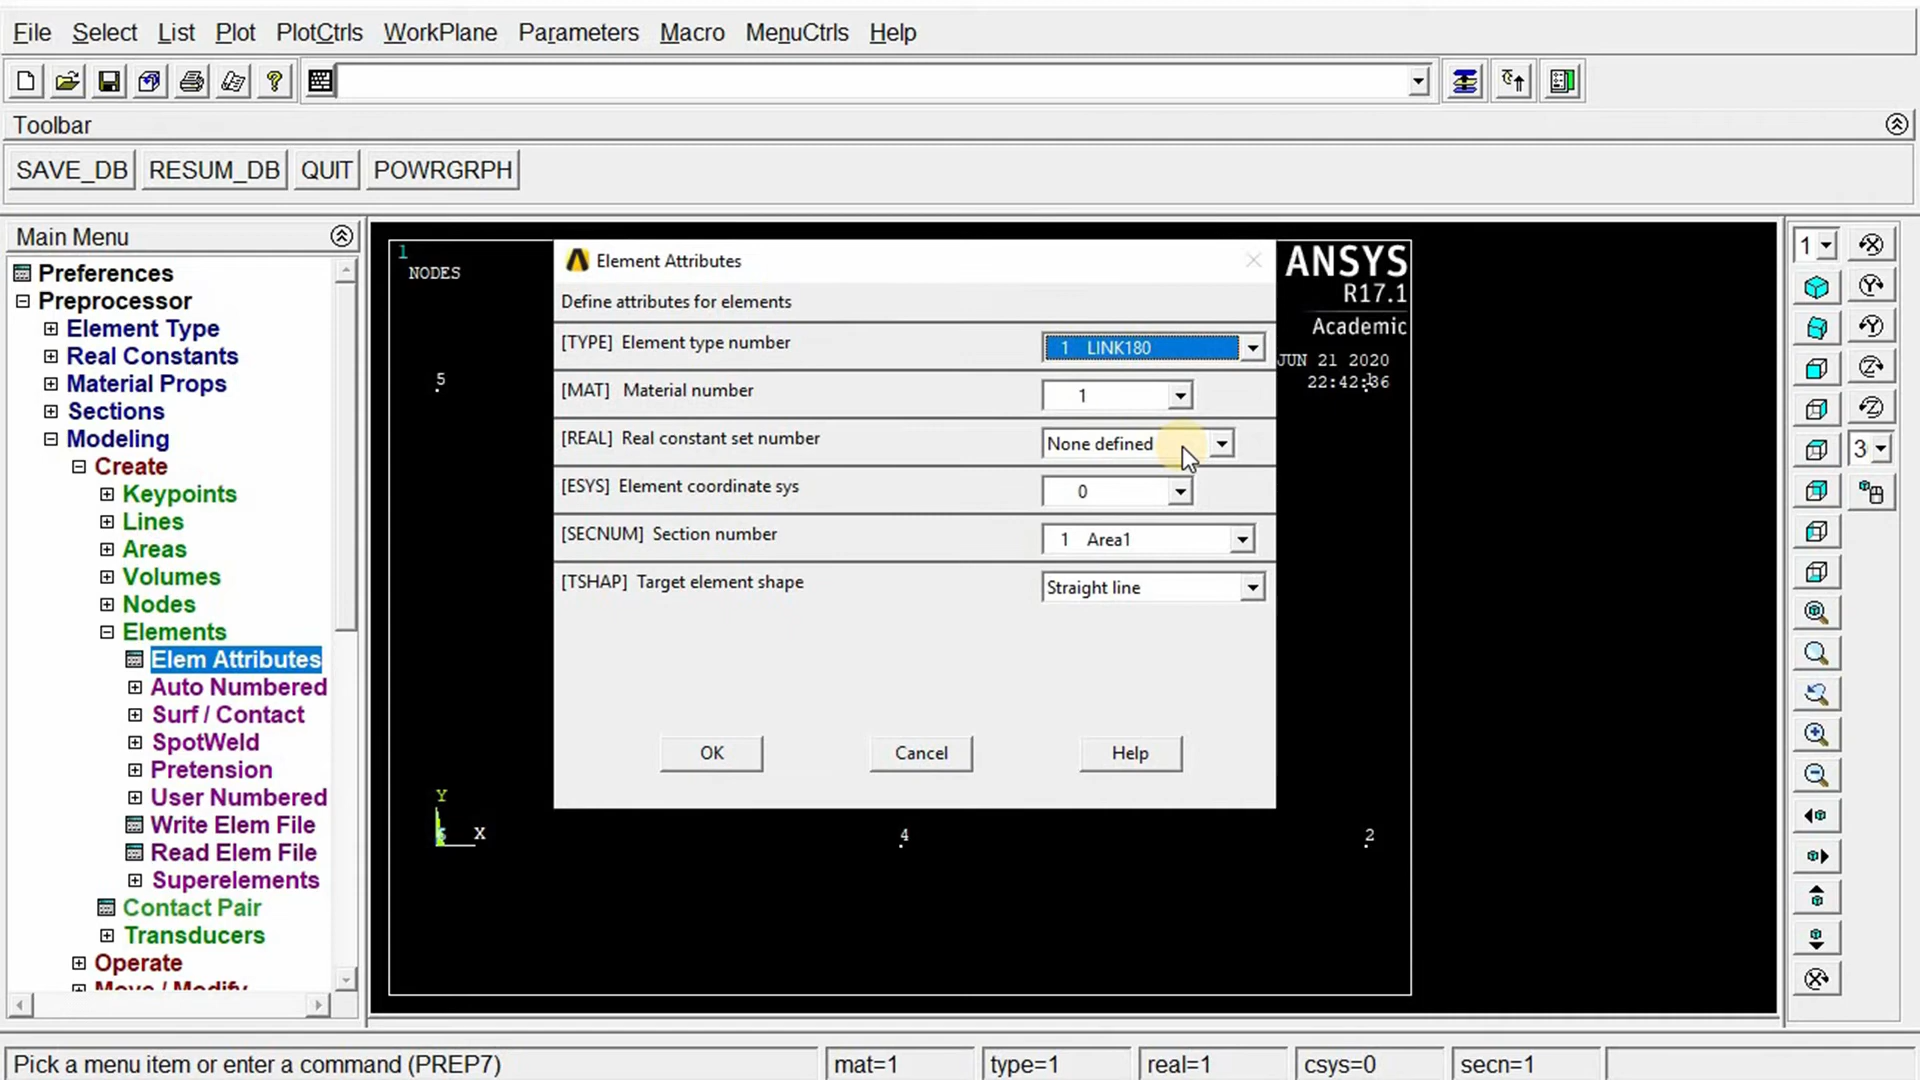 File Select List Plot PlotCtrls WorkPlane Parameters Macro MenuCtrls Help
Toolbar
SAVE_DB RESUM_DB QUIT POWRGRPH
Main Menu
Preferences
Preprocessor
Element Type
Real Constants
Material Props
Sections
Modeling
Create
Keypoints
Lines
Areas
Volumes
Nodes
Elements
Elem Attributes
Auto Numbered
Surf / Contact
SpotWeld
Pretension
User Numbered
Write Elem File
Read Elem File
Superelements
Contact Pair
Transducers
Operate
Move / Modify
1
NODES
5
Y
X
4
2
Element Attributes
Define attributes for elements
[TYPE] Element type number 1 LINK180
[MAT] Material number 1
[REAL] Real constant set number None defined
[ESYS] Element coordinate sys 0
[SECNUM] Section number 1 Area1
[TSHAP] Target element shape Straight line
OK Cancel Help
ANSYS
R17.1
Academic
JUN 21 2020
22:42:36
1
3
Pick a menu item or enter a command (PREP7) mat=1 type=1 real=1 csys=0 secn=1